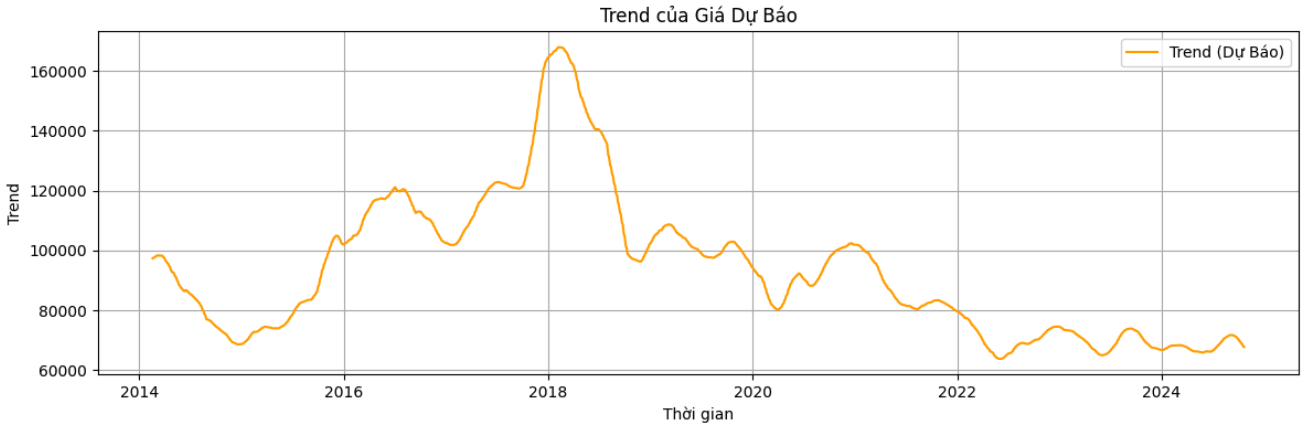 Trend của Giá Dự Báo
Trend (Dự Báo)
Trend
160000
140000
120000
100000
80000
60000
2014 2016 2018 2020 2022 2024
Thời gian